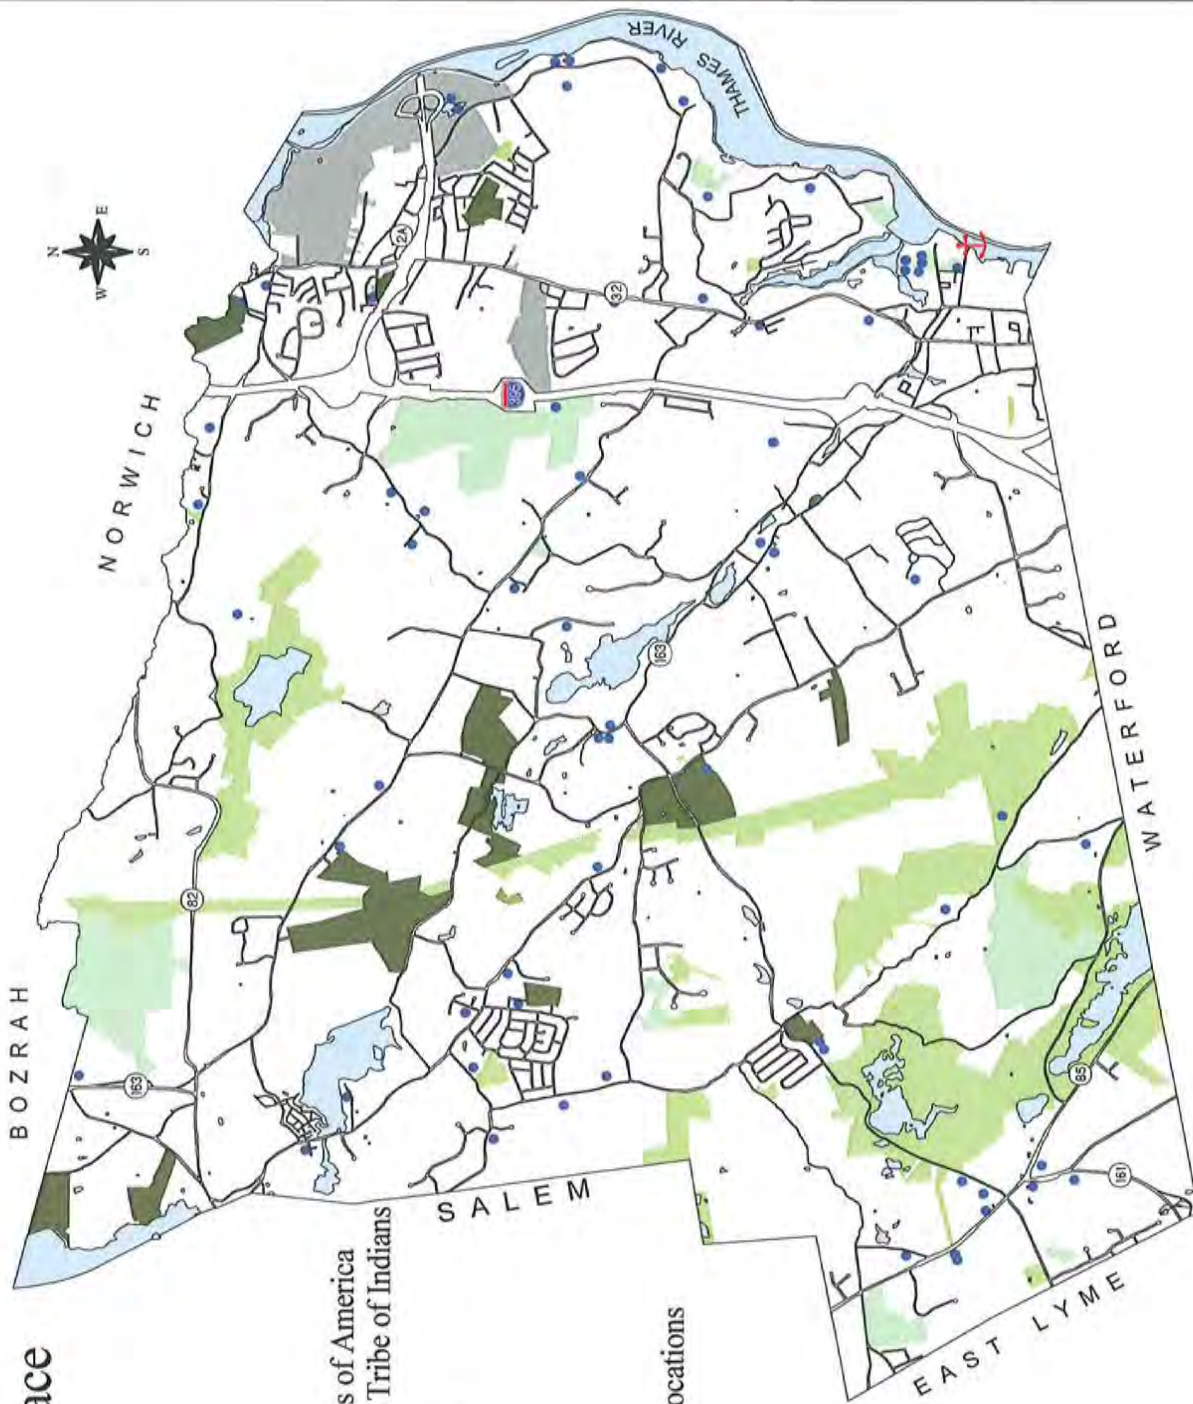 THAMES RIVER
N
E
W
S
2A
32
NORWICH
395
163
WATERFORD
82
BOZRAH
163
85
SALEM
161
EAST LYME
ace
s of America
Tribe of Indians
ocations